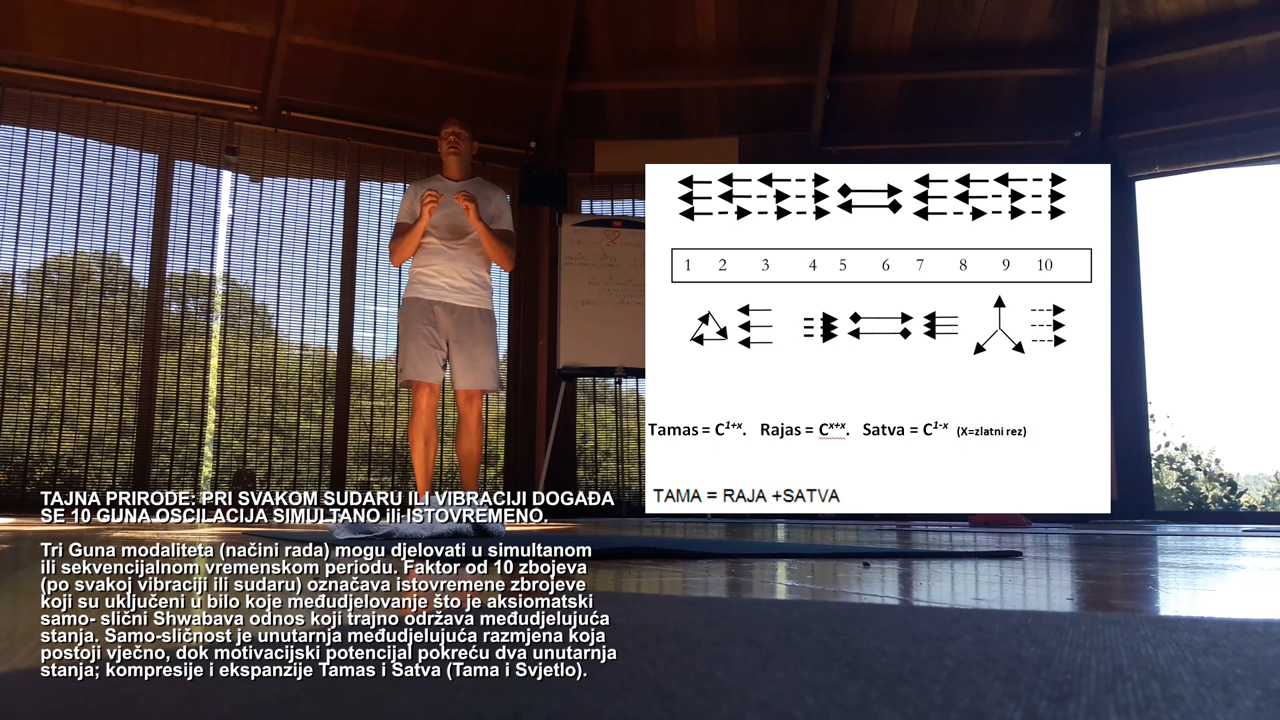 1 2 3 4 5 6 7 8 9 10
Tamas = C1+x. Rajas = Cx+x. Satva = C1-x (X=zlatni rez)
TAMA = RAJA +SATVA
TAJNA PRIRODE: PRI SVAKOM SUDARU ILI VIBRACIJI DOGAĐA
SE 10 GUNA OSCILACIJA SIMULTANO ili ISTOVREMENO.
Tri Guna modaliteta (načini rada) mogu djelovati u simultanom
ili sekvencijalnom vremenskom periodu. Faktor od 10 zbojeva
(po svakoj vibraciji ili sudaru) označava istovremene zbrojeve
koji su uključeni u bilo koje međudjelovanje što je aksiomatski
samo- slični Shwabava odnos koji trajno održava međudjelujuća
stanja. Samo-sličnost je unutarnja međudjelujuća razmjena koja
postoji vječno, dok motivacijski potencijal pokreću dva unutarnja
stanja; kompresije i ekspanzije Tamas i Satva (Tama i Svjetlo).